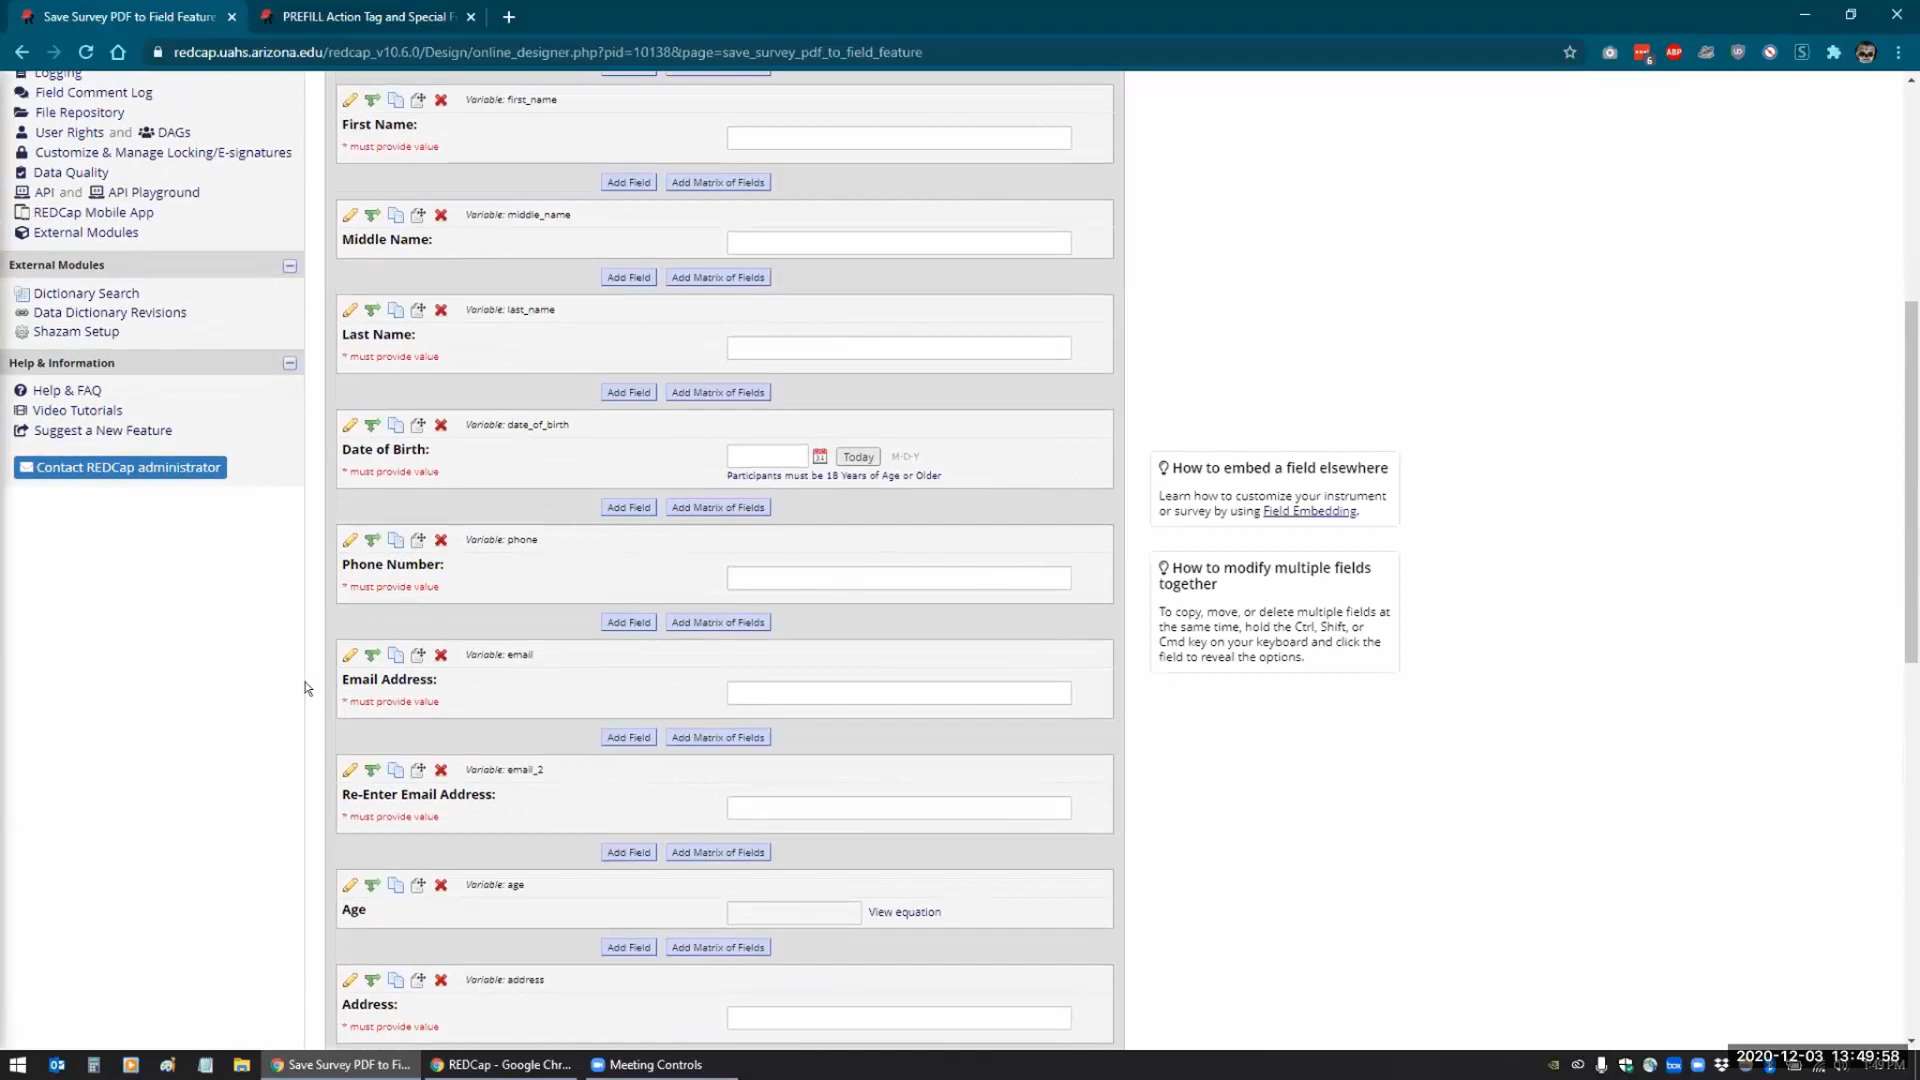 Save Survey PDF to Field Feature
PREFILL Action Tag and Special F
redcap.uahs.arizona.edu/redcap_v10.6.0/Design/online_designer.php?pid=10138&page=save_survey_pdf_to_field_feature
6
ABP
Logging
Field Comment Log
File Repository
User Rights and DAGs
Customize & Manage Locking/E-signatures
Data Quality
API and API Playground
REDCap Mobile App
External Modules
External Modules
Dictionary Search
Data Dictionary Revisions
Shazam Setup
Help & Information
Help & FAQ
Video Tutorials
Suggest a New Feature
Contact REDCap administrator
Variable: first_name
First Name:
* must provide value
Add Field Add Matrix of Fields
Variable: middle_name
Middle Name:
Add Field Add Matrix of Fields
Variable: last_name
Last Name:
* must provide value
Add Field Add Matrix of Fields
Variable: date_of_birth
Date of Birth:
* must provide value
31 Today M-D-Y
Participants must be 18 Years of Age or Older
Add Field Add Matrix of Fields
Variable: phone
Phone Number:
* must provide value
Add Field Add Matrix of Fields
Variable: email
Email Address:
* must provide value
Add Field Add Matrix of Fields
Variable: email_2
Re-Enter Email Address:
* must provide value
Add Field Add Matrix of Fields
Variable: age
Age
View equation
Add Field Add Matrix of Fields
Variable: address
Address:
* must provide value
How to embed a field elsewhere
Learn how to customize your instrument
or survey by using Field Embedding.
How to modify multiple fields
together
To copy, move, or delete multiple fields at
the same time, hold the Ctrl, Shift, or
Cmd key on your keyboard and click the
field to reveal the options.
Save Survey PDF to Fi...
REDCap - Google Chr...
Meeting Controls
box
2020-12-03 13:49:58